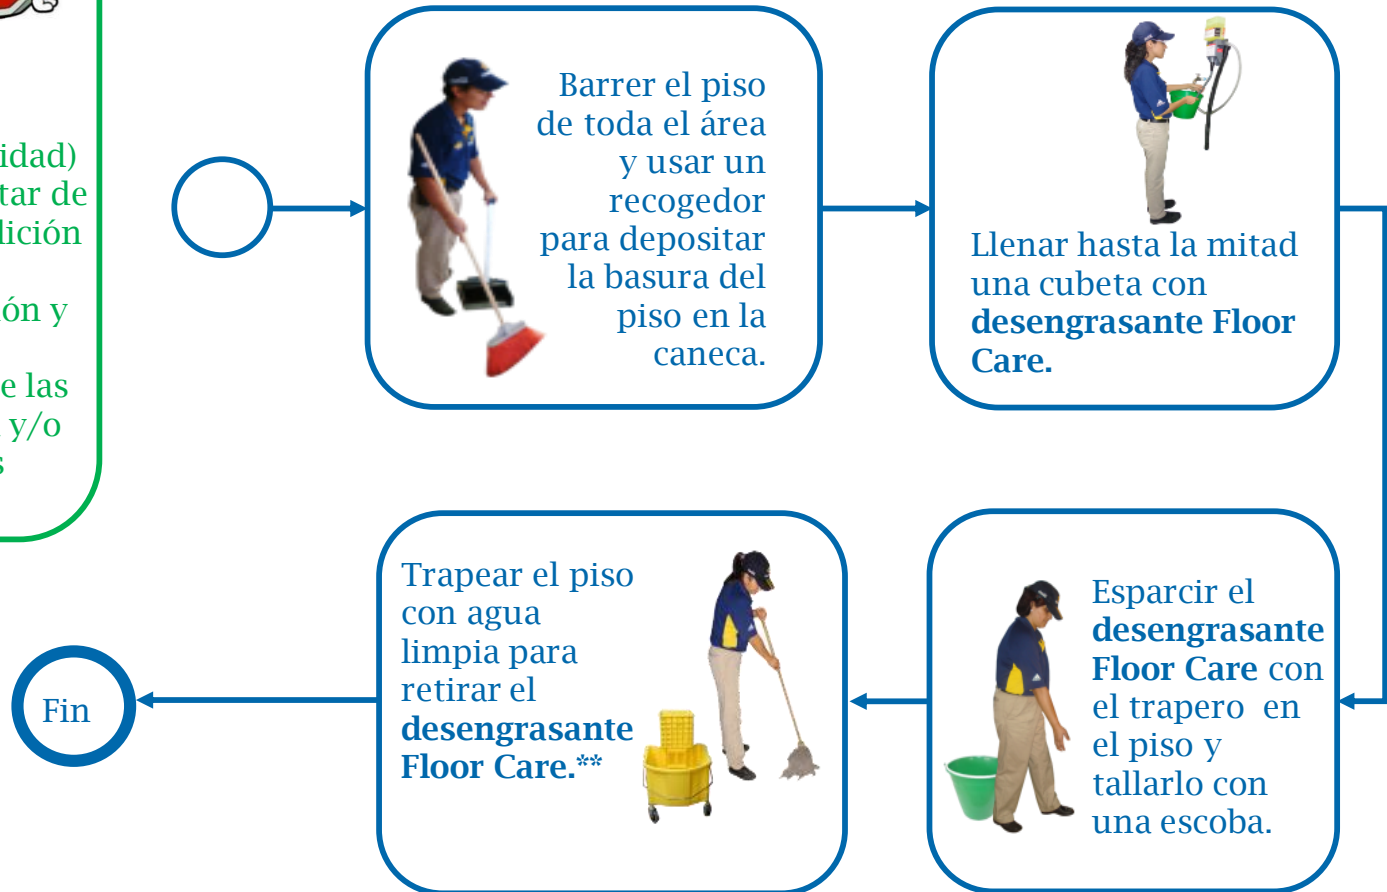 idad)
tar de
lición
ón y
e las
y/o
s
Barrer el piso
de toda el área
y usar un
recogedor
para depositar
la basura del
piso en la
caneca.
Llenar hasta la mitad
una cubeta con
desengrasante Floor
Care.
Esparcir el
desengrasante
Floor Care con
el trapero en
el piso y
tallarlo con
una escoba.
Trapear el piso
con agua
limpia para
retirar el
desengrasante
Floor Care.**
Fin